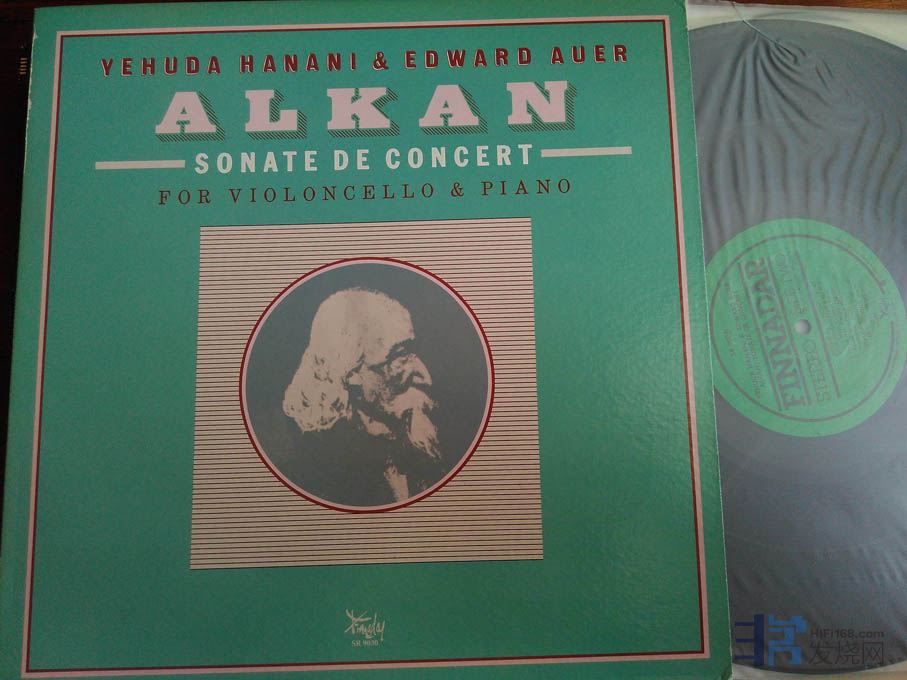 YEHUDA HANANI & EDWARD AUER
ALKAN
SONATE DE CONCERT
FOR VIOLONCELLO & PIANO
Finnadar
SR 9030
FINNADAR
STEREO
HiFi168.com
发烧网